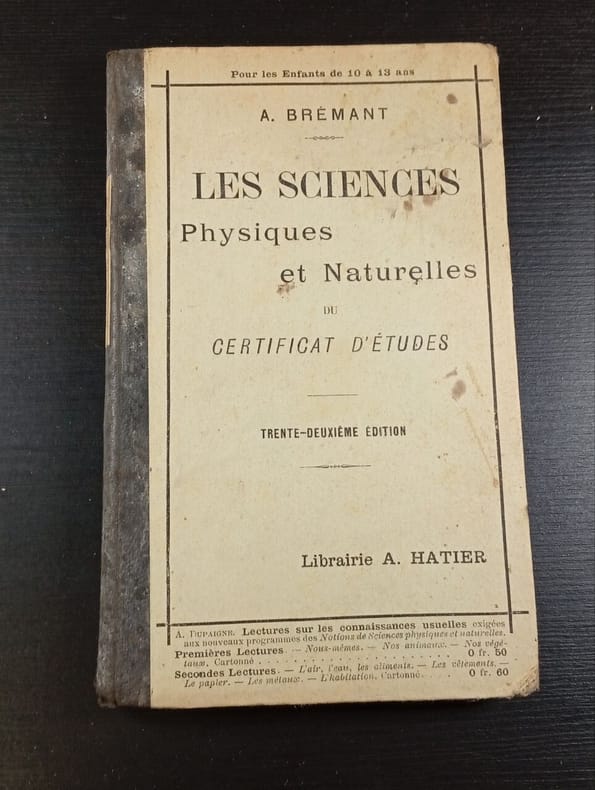 Pour les Enfants de 10 à 13 ans
A. BRÉMANT
LES SCIENCES
Physiques
et Naturelles
DU
CERTIFICAT D'ÉTUDES
TRENTE-DEUXIÈME ÉDITION
Librairie A. HATIER
A. DUPAIGNE. Lectures sur les connaissances usuelles exigées
aux nouveaux programmes des Notions de Sciences physiques et naturelles.
Premières Lectures. — Nous-mêmes. — Nos animaux. — Nos végé-
taux. Cartonné . . . . . . . . . . . . . . . . . . 0 fr. 50
Secondes Lectures. — L'air, l'eau, les aliments. — Les vêtements. —
Le papier. — Les métaux. — L'habitation. Cartonné. . . . 0 fr. 60